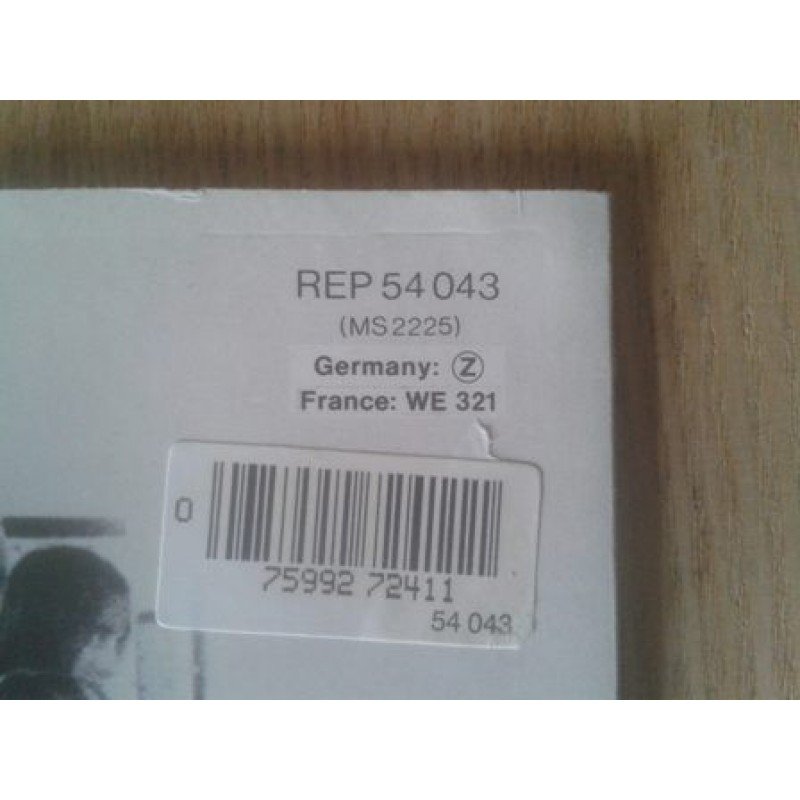 REP 54 043
(MS 2225)
Germany: Ⓩ
France: WE 321
0
75992 72411
54 043